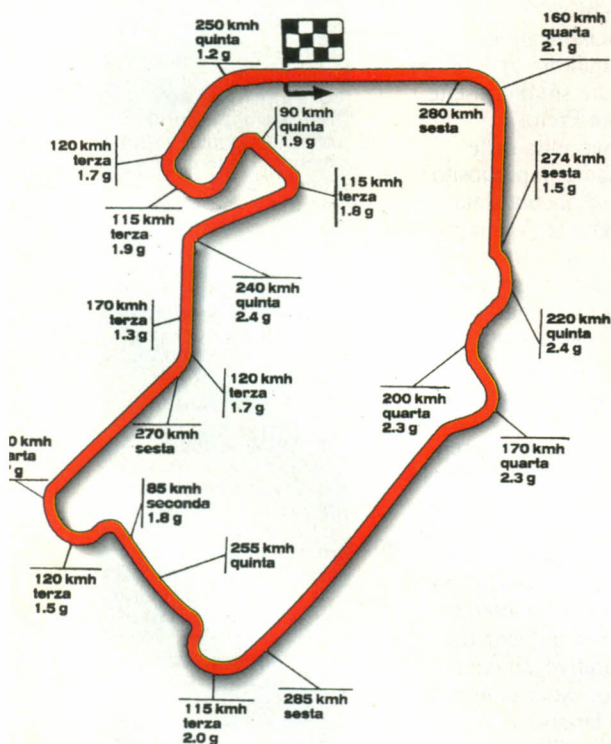 250 kmh
quinta
1.2 g
160 kmh
quarta
2.1 g
280 kmh
sesta
90 kmh
quinta
1.9 g
120 kmh
terza
1.7 g
115 kmh
terza
1.8 g
274 kmh
sesta
1.5 g
115 kmh
terza
1.9 g
240 kmh
quinta
2.4 g
170 kmh
terza
1.3 g
220 kmh
quinta
2.4 g
120 kmh
terza
1.7 g
200 kmh
quarta
2.3 g
270 kmh
sesta
170 kmh
quarta
2.3 g
0 kmh
arta
g
85 kmh
seconda
1.8 g
255 kmh
quinta
120 kmh
terza
1.5 g
285 kmh
sesta
115 kmh
terza
2.0 g